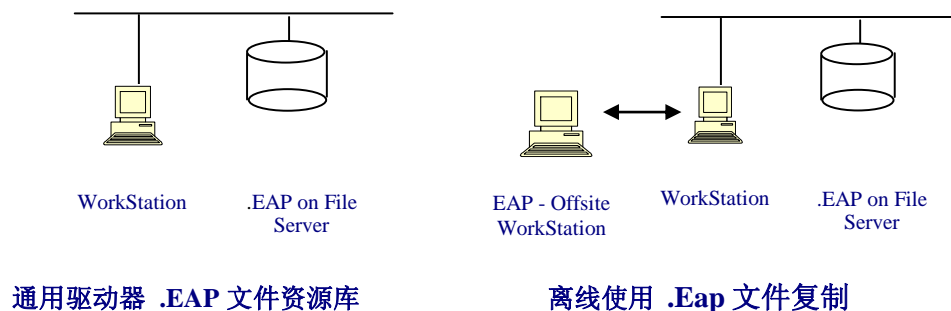 WorkStation
.EAP on File
Server
EAP - Offsite
WorkStation
WorkStation
.EAP on File
Server
通用驱动器 .EAP 文件资源库
离线使用 .Eap 文件复制